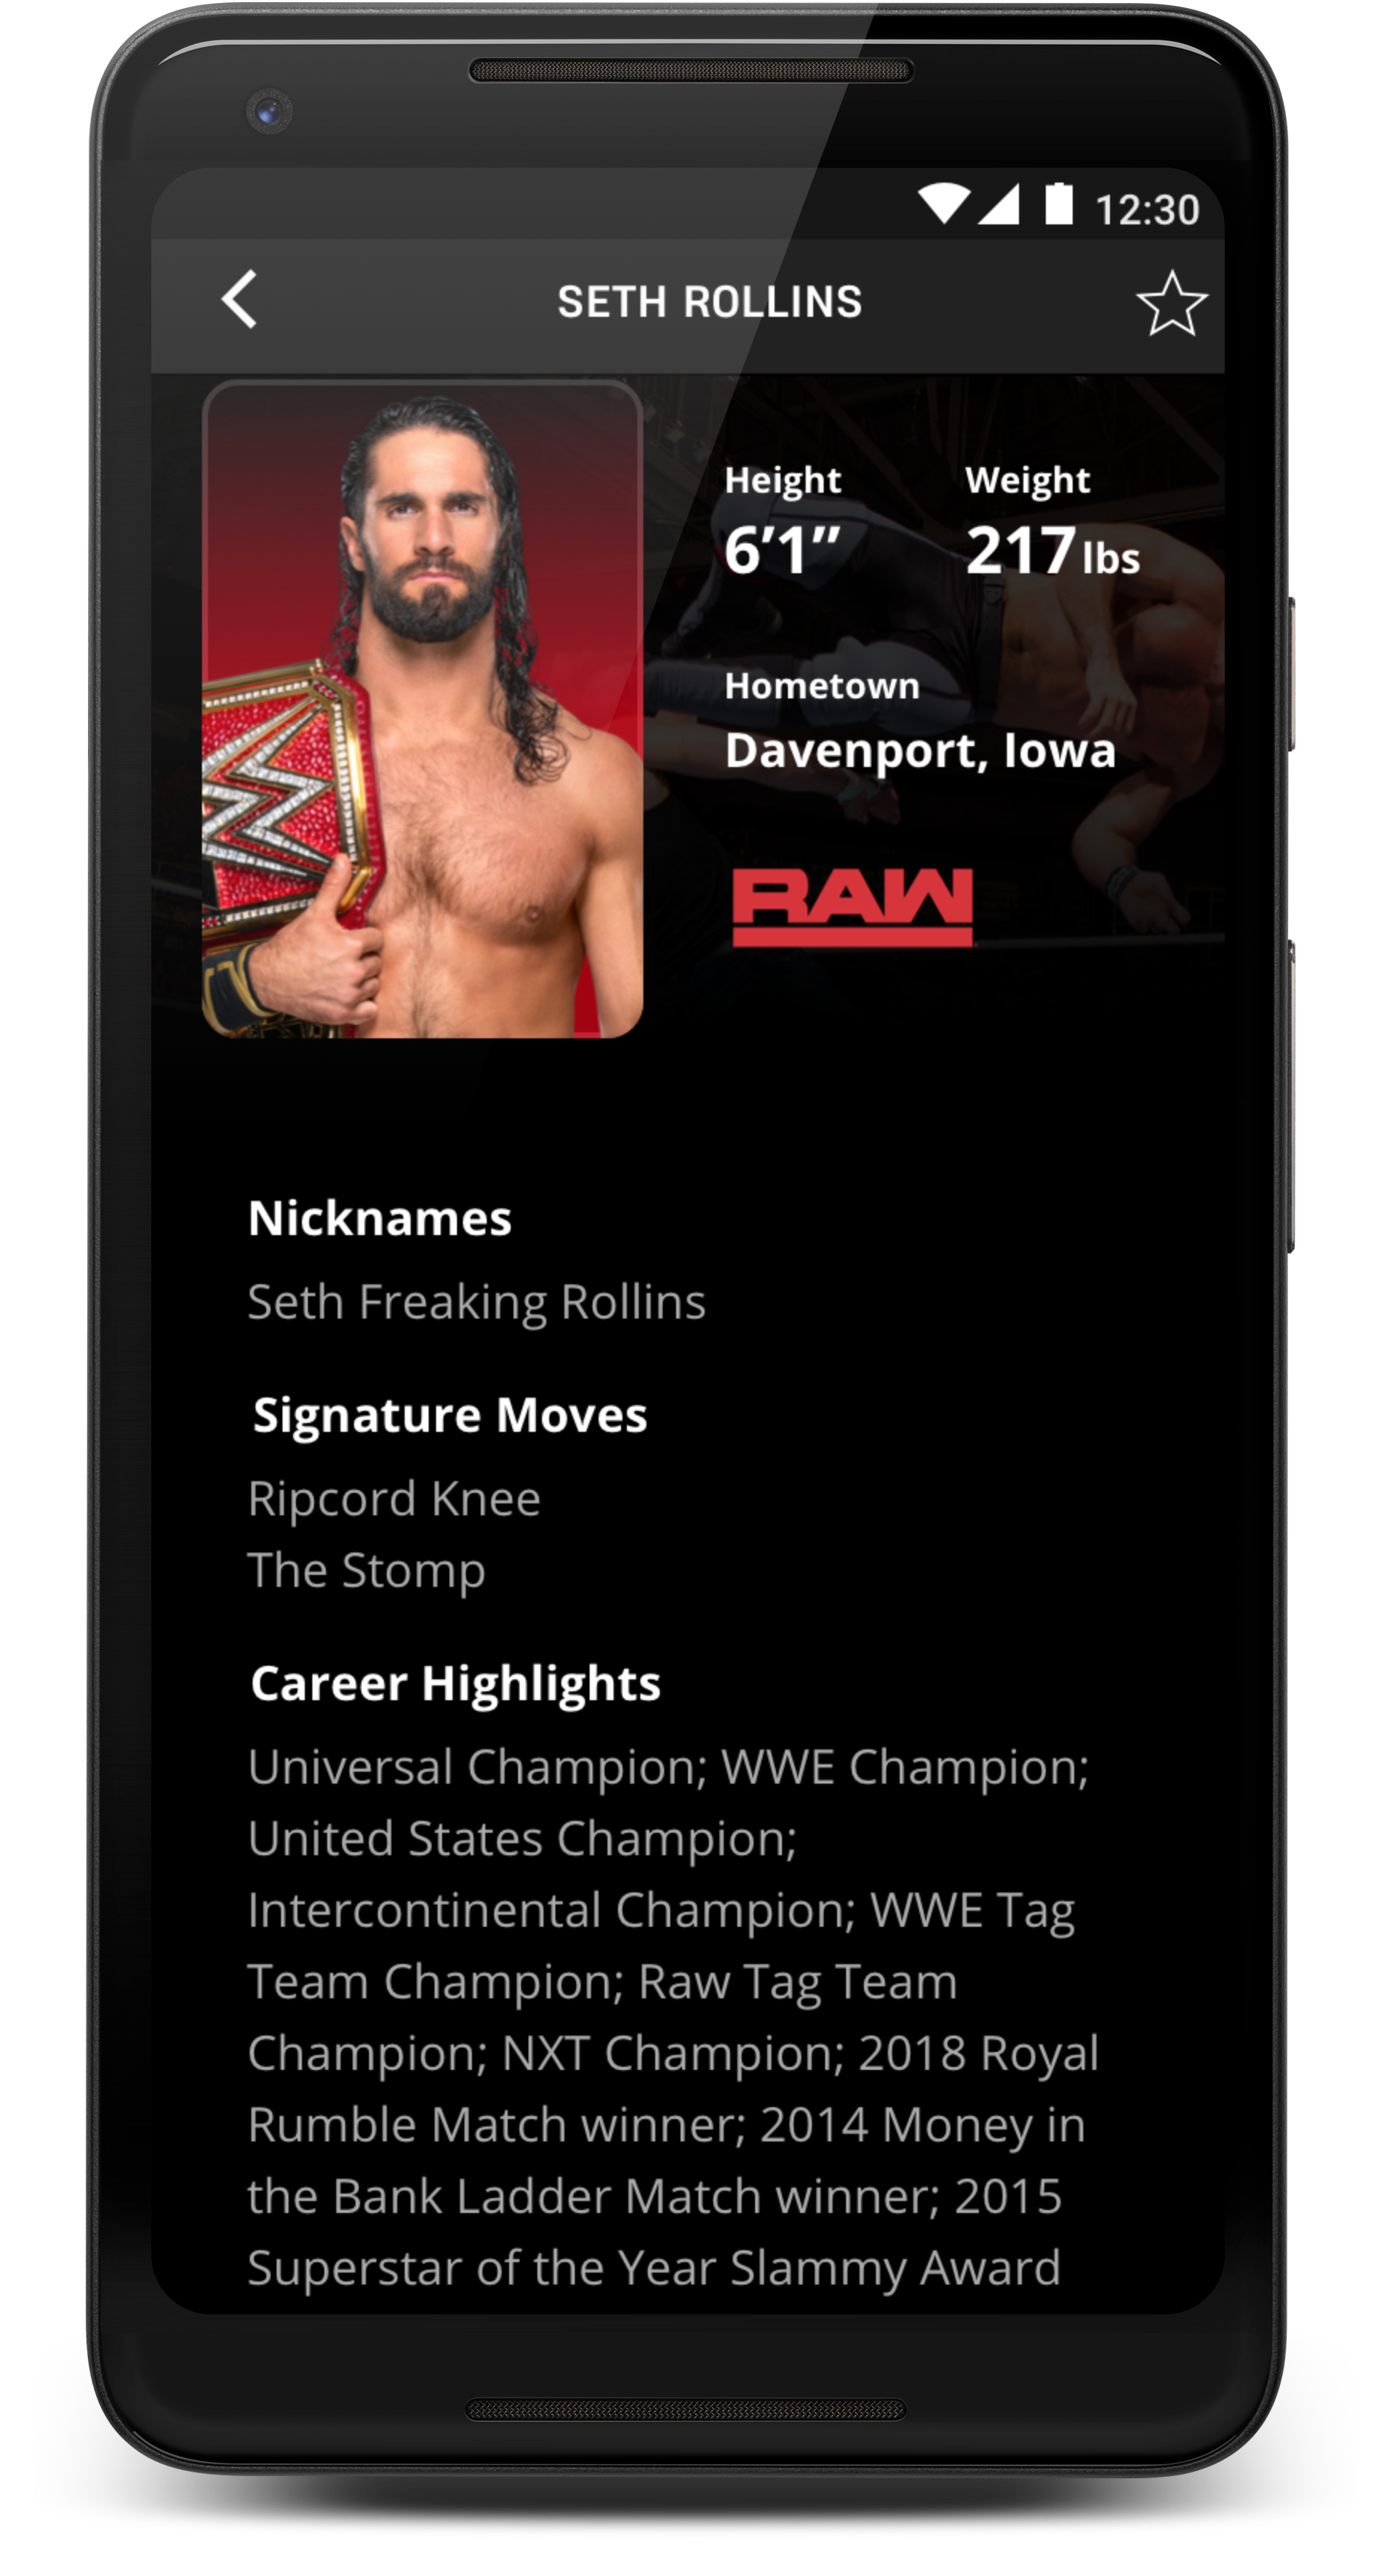 12:30
SETH ROLLINS
Height Weight
6’1” 217 lbs
Hometown
Davenport, Iowa
RAW
Nicknames
Seth Freaking Rollins
Signature Moves
Ripcord Knee
The Stomp
Career Highlights
Universal Champion; WWE Champion;
United States Champion;
Intercontinental Champion; WWE Tag
Team Champion; Raw Tag Team
Champion; NXT Champion; 2018 Royal
Rumble Match winner; 2014 Money in
the Bank Ladder Match winner; 2015
Superstar of the Year Slammy Award